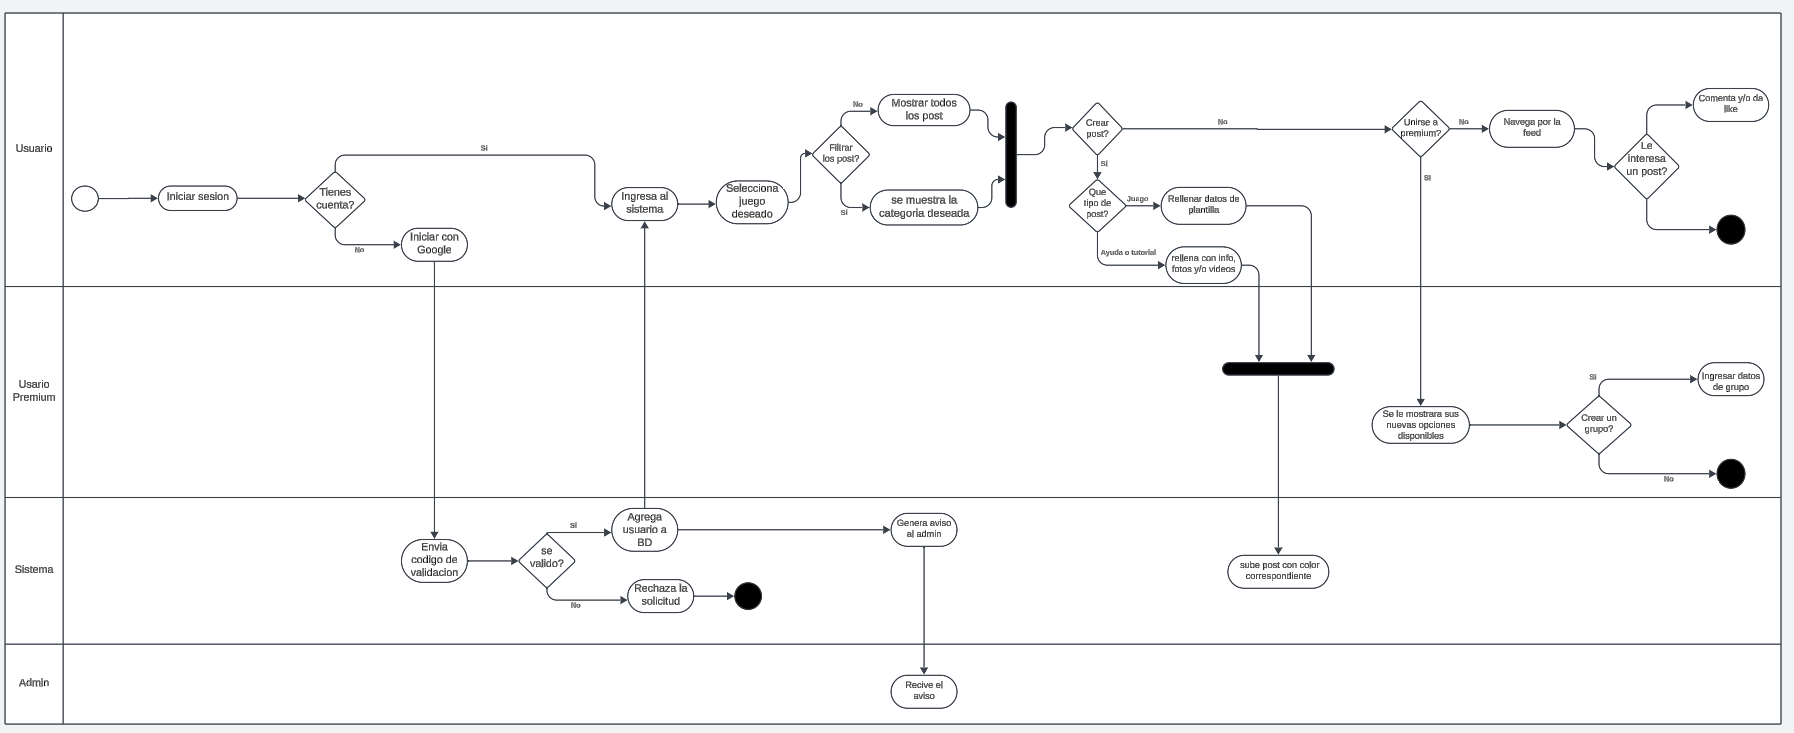 Usuario
Iniciar sesion
Tienes
cuenta?
Si
No
Iniciar con
Google
Ingresa al
sistema
Selecciona
juego
deseado
Filtrar
los post?
No
Si
Mostrar todos
los post
se muestra la
categoria deseada
Crear
post?
No
Si
Que
tipo de
post?
Juego
Ayuda o tutorial
Rellenar datos de
plantilla
rellena con info,
fotos y/o videos
Unirse a
premium?
No
Si
Navega por la
feed
Le
interesa
un post?
Comenta y/o da
like
Usario
Premium
Se le mostrara sus
nuevas opciones
disponibles
Crear un
grupo?
Si
No
Ingresar datos
de grupo
Sistema
Envia
codigo de
validacion
se
valido?
Si
No
Agrega
usuario a
BD
Rechaza la
solicitud
Genera aviso
al admin
sube post con color
correspondiente
Admin
Recive el
aviso